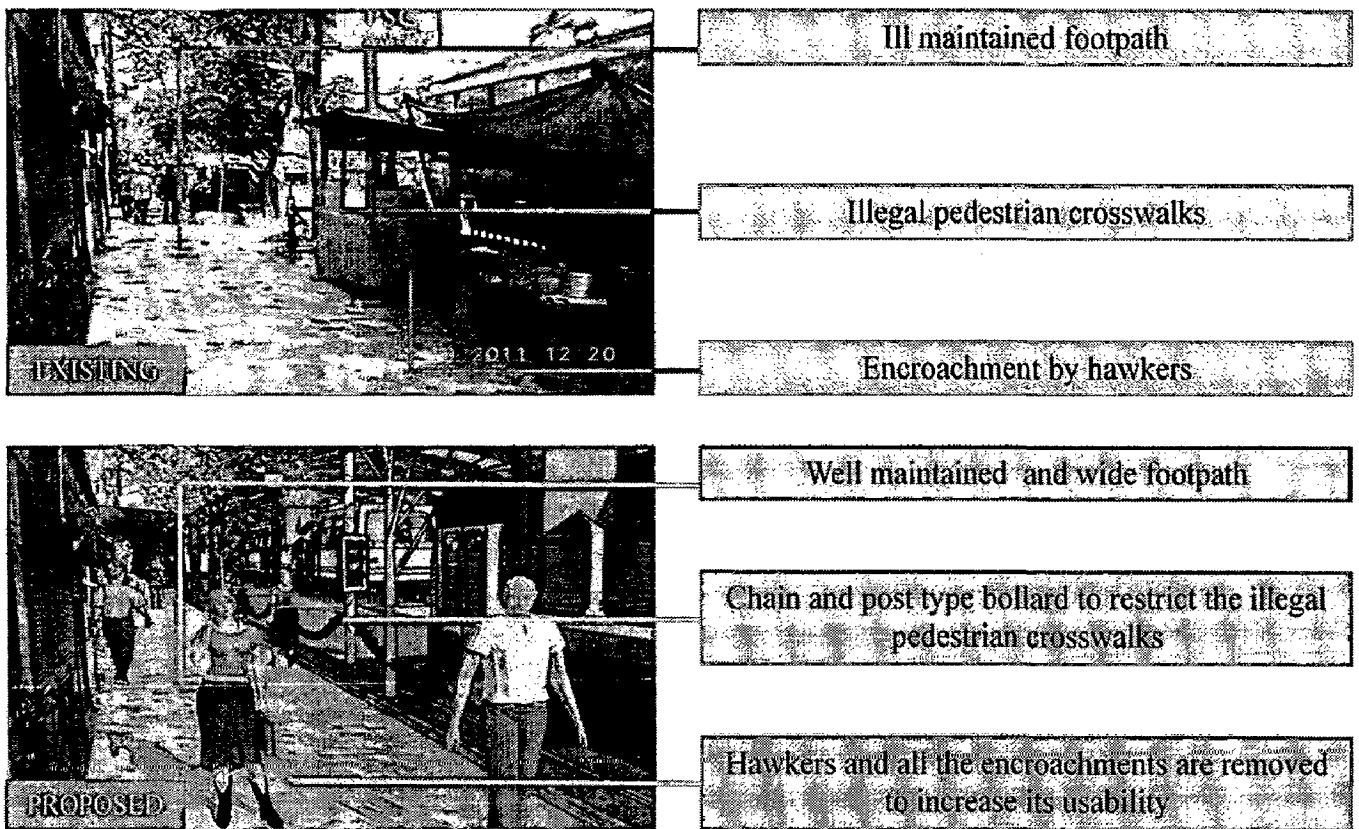 Ill maintained footpath
Illegal pedestrian crosswalks
2011 12 20
EXISTING
Encroachment by hawkers
Well maintained and wide footpath
Chain and post type bollard to restrict the illegal
pedestrian crosswalks
Hawkers and all the encroachments are removed
to increase its usability
PROPOSED